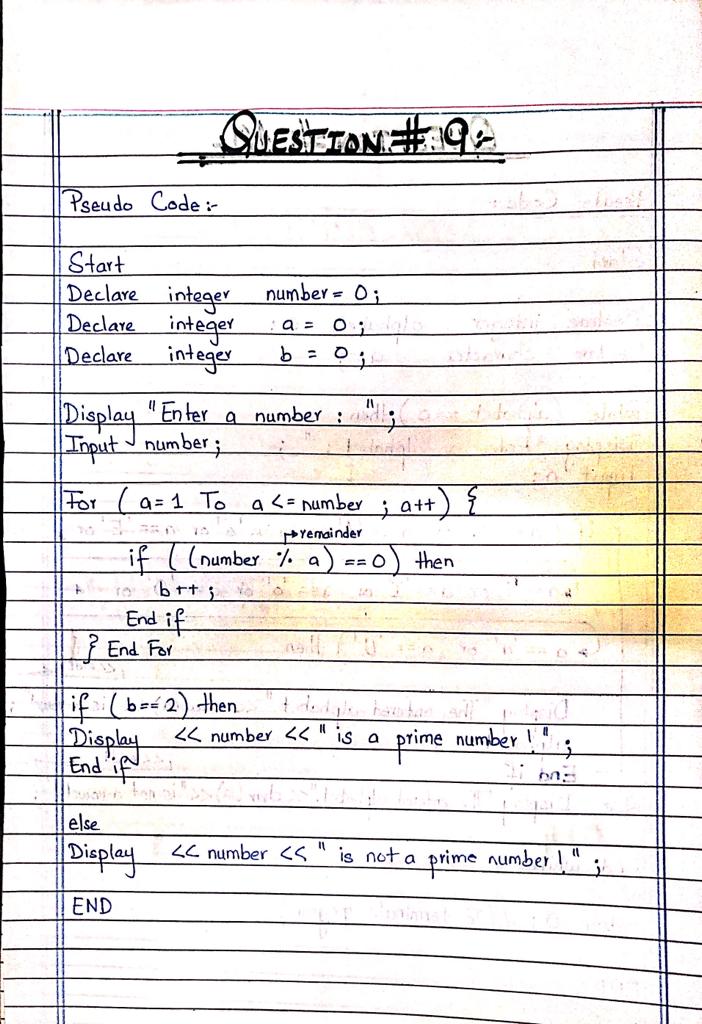 QUESTION # 9:-
Pseudo Code:-
Start
Declare integer number = 0;
Declare integer a = 0;
Declare integer b = 0;
Display "Enter a number : ";
Input number;
For ( a=1 To a <= number ; a++) {
↱remainder
if ( (number % a) == 0) then
b++;
End if
} End For
if ( b== 2) then
Display << number << " is a prime number ! ";
End if
else
Display << number << " is not a prime number ! " ;
END